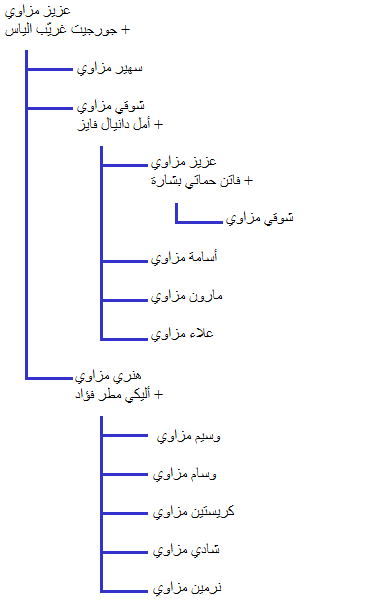 عزيز مزاوي
+ جورجيت غريّب الياس
سهير مزاوي
شوقي مزاوي
+ أمل دانيال فايز
عزيز مزاوي
+ فاتن حماتي بشارة
شوقي مزاوي
أسامة مزاوي
مارون مزاوي
علاء مزاوي
هنري مزاوي
+ أليكي مطر فؤاد
وسيم مزاوي
وسام مزاوي
كريستين مزاوي
شادي مزاوي
نرمين مزاوي